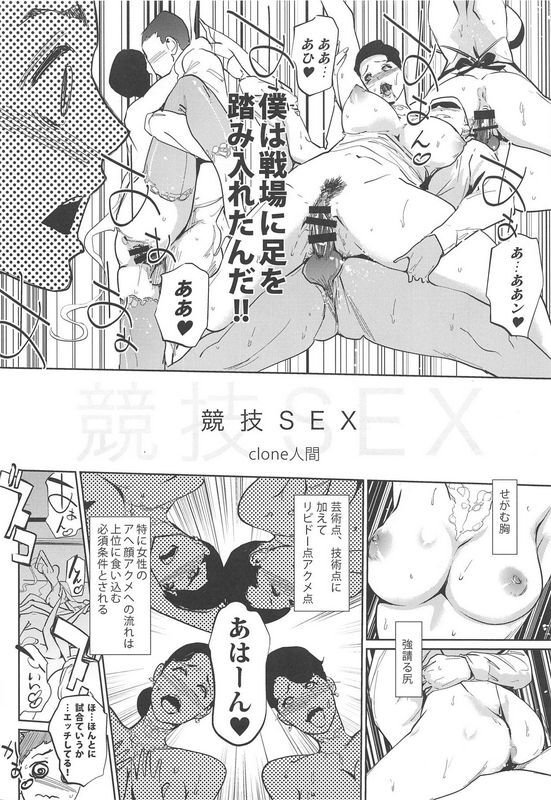 ああ…
あひ♥
僕は戦場に足を
踏み入れたんだ!!
あ…ああン♥
ああ♥
競技SEX
clone人間
せがむ胸
強請る尻
芸術点、技術点に
加えて
リビドー点アクメ点
あはーん♥
特に女性の
アヘ顔アクメへの流れは
上位に食い込む
必須条件とされる
ほ…ほんとに
試合ていうか
…エッチしてる!